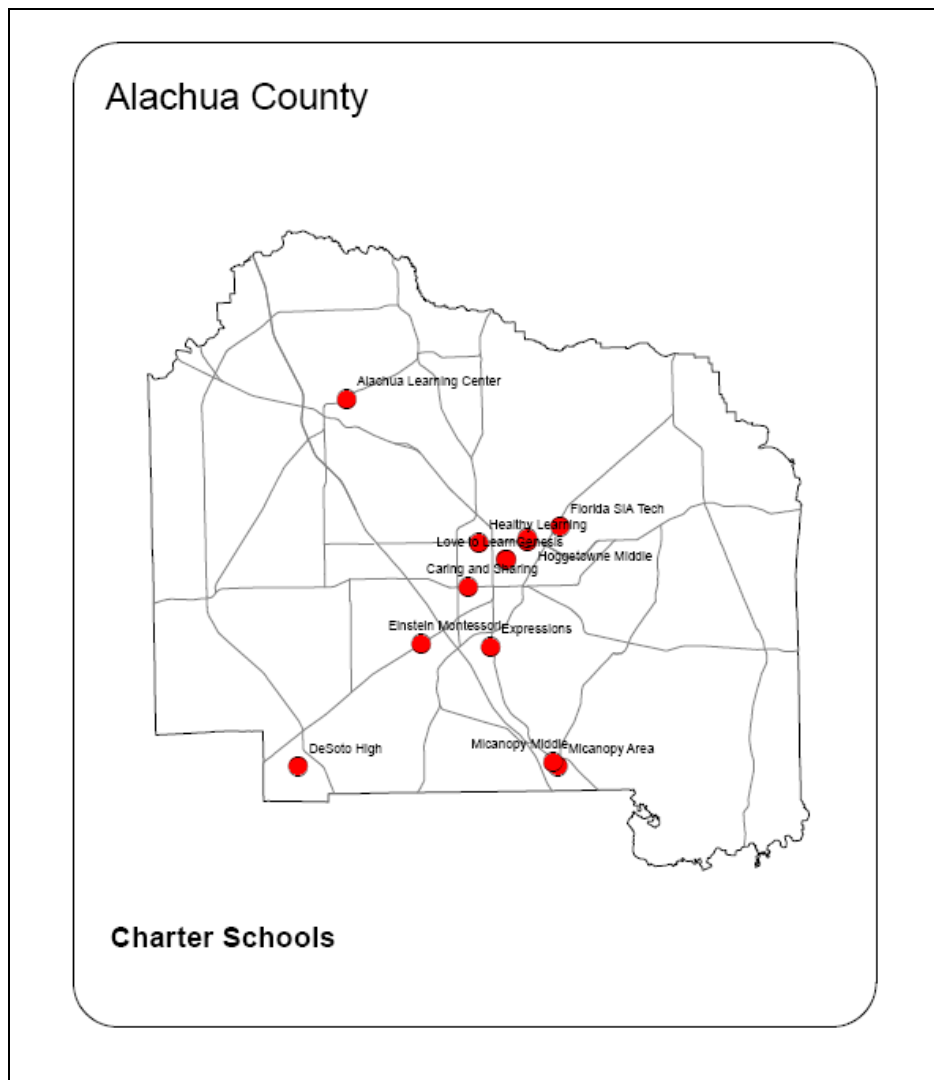 Alachua County
Alachua Learning Center
Florida SIA Tech
Healthy Learning
Love to Learn
Genesis
Hoggetowne Middle
Caring and Sharing
Einstein Montessori
Expressions
DeSoto High
Micanopy Middle
Micanopy Area
Charter Schools